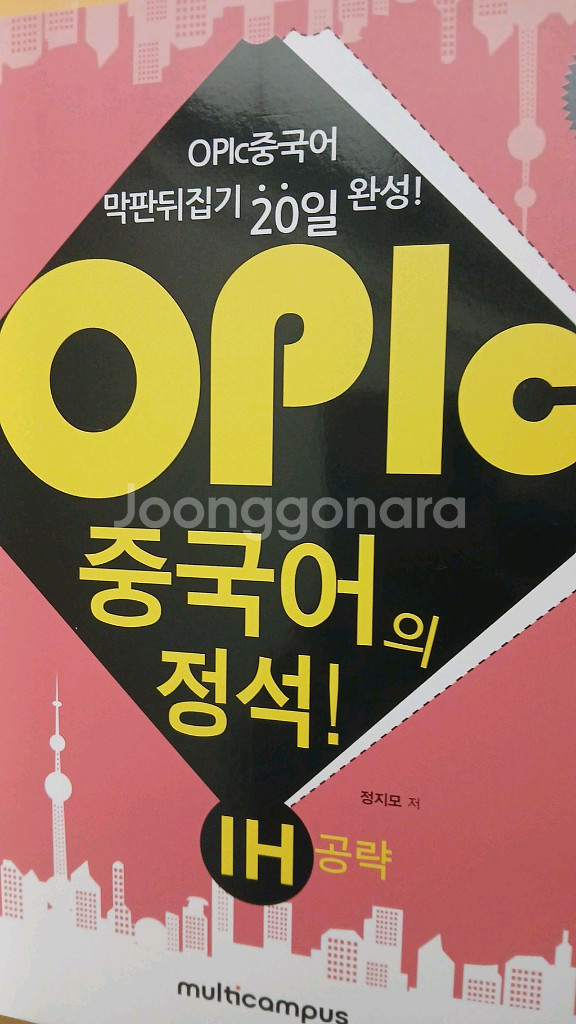 OPIc중국어
막판뒤집기 20일 완성!
OPIc
Joonggonara
중국어의
정석!
정지모 저
IH 공략
multicampus